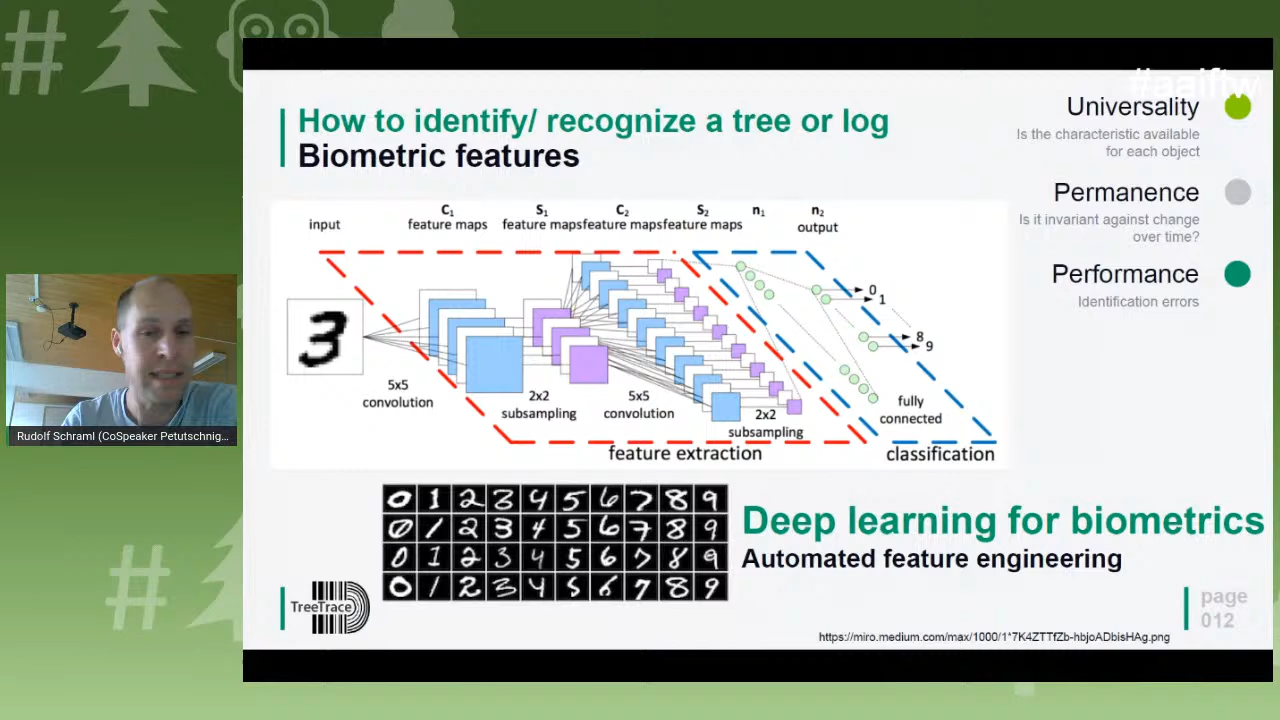 #
#aaiftw
How to identify/ recognize a tree or log
Biometric features
Universality
Is the characteristic available
for each object
Permanence
Is it invariant against change
over time?
Performance
Identification errors
C1
S1
C2
S2
n1
n2
input
feature maps
feature maps
feature maps
feature maps
output
3
0
1
8
9
5x5
convolution
2x2
subsampling
5x5
convolution
2x2
subsampling
fully
connected
feature extraction
classification
Rudolf Schraml (CoSpeaker Petutschnig...
0 1 2 3 4 5 6 7 8 9
0 1 2 3 4 5 6 7 8 9
0 1 2 3 4 5 6 7 8 9
0 1 2 3 4 5 6 7 8 9
Deep learning for biometrics
Automated feature engineering
#
TreeTrace
page
012
https://miro.medium.com/max/1000/1*7K4ZTTfZb-hbjoADbisHAg.png